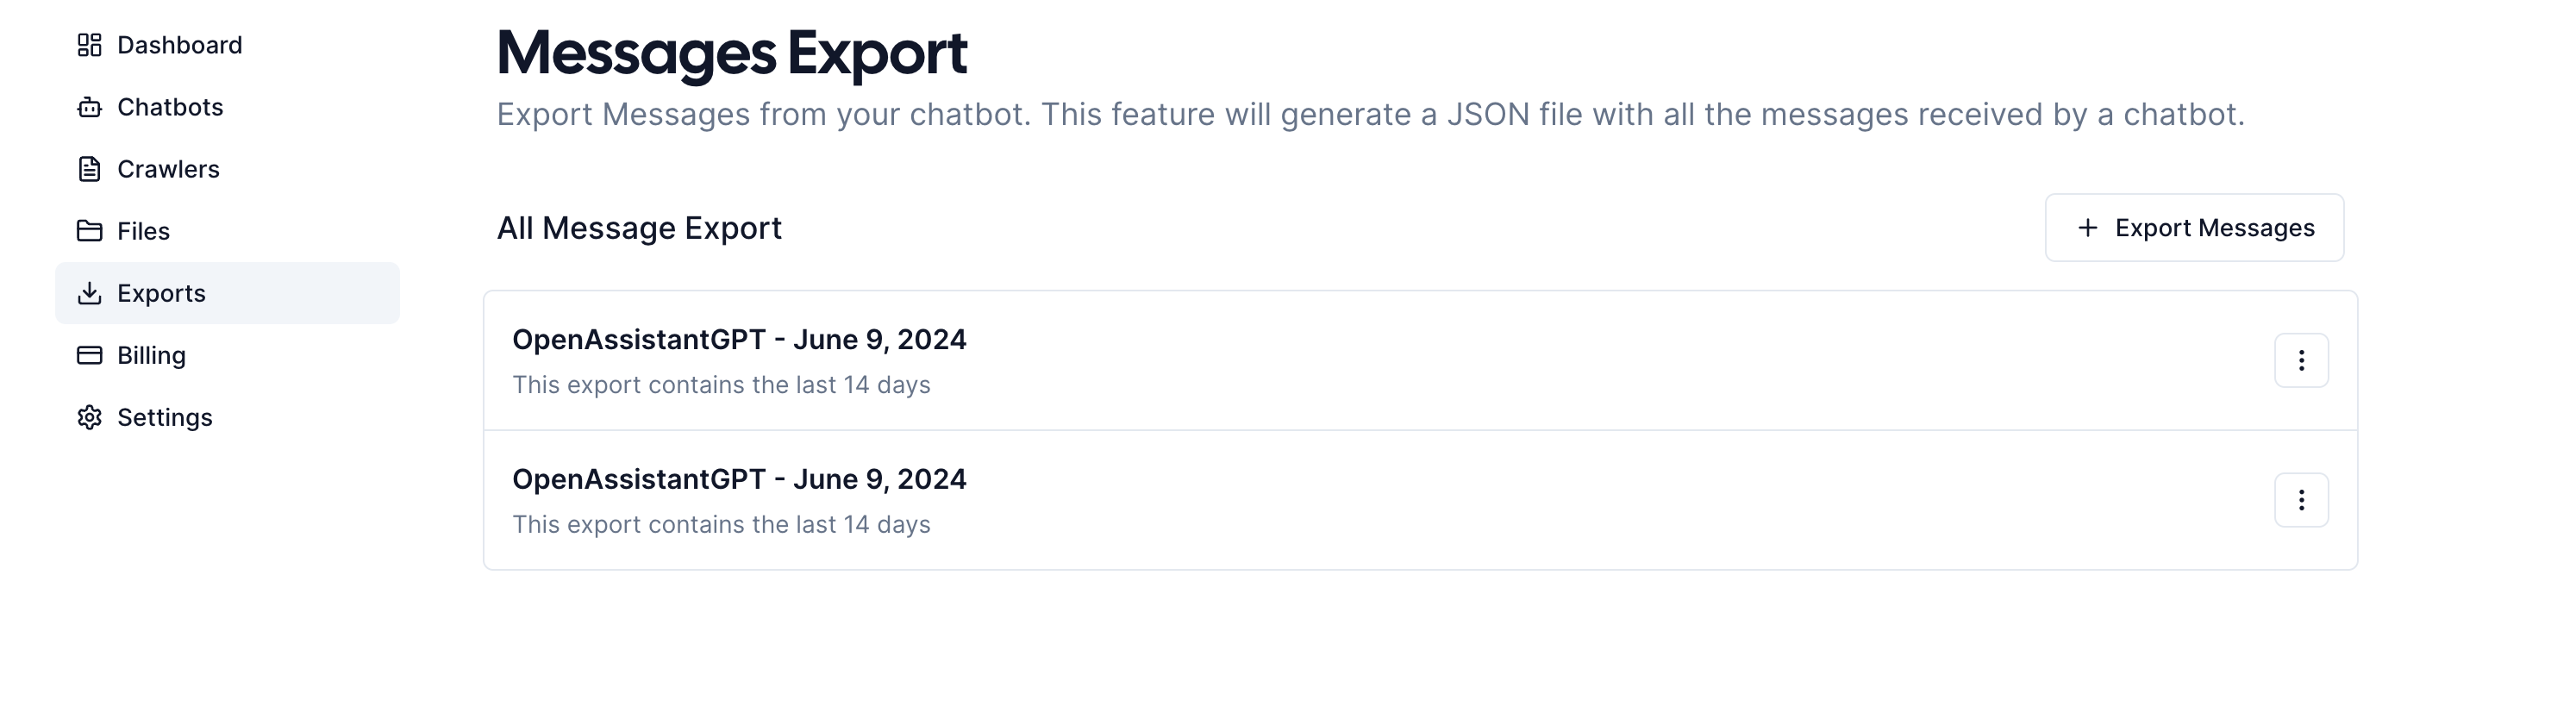 Dashboard
Chatbots
Crawlers
Files
Exports
Billing
Settings
Messages Export
Export Messages from your chatbot. This feature will generate a JSON file with all the messages received by a chatbot.
All Message Export
Export Messages
OpenAssistantGPT - June 9, 2024
This export contains the last 14 days
OpenAssistantGPT - June 9, 2024
This export contains the last 14 days